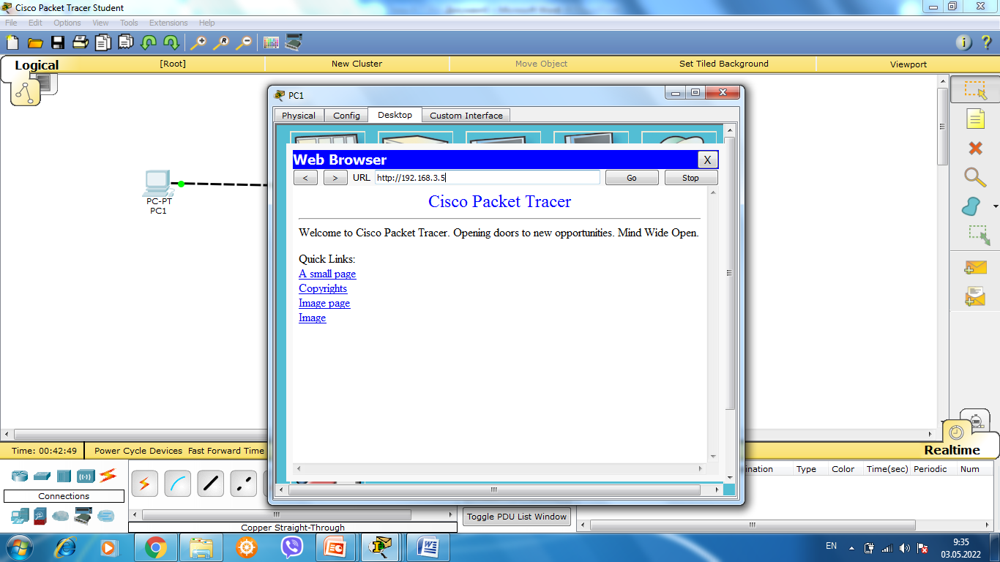 Cisco Packet Tracer Student
File Edit Options View Tools Extensions Help
Logical [Root] New Cluster Move Object Set Tiled Background Viewport
PC1
Physical Config Desktop Custom Interface
Web Browser X
< > URL http://192.168.3.5 Go Stop
Cisco Packet Tracer
Welcome to Cisco Packet Tracer. Opening doors to new opportunities. Mind Wide Open.
Quick Links:
A small page
Copyrights
Image page
Image
PC-PT
PC1
Time: 00:42:49 Power Cycle Devices Fast Forward Time Realtime
ination Type Color Time(sec) Periodic Num
Connections
Toggle PDU List Window
Copper Straight-Through
EN 9:35
03.05.2022